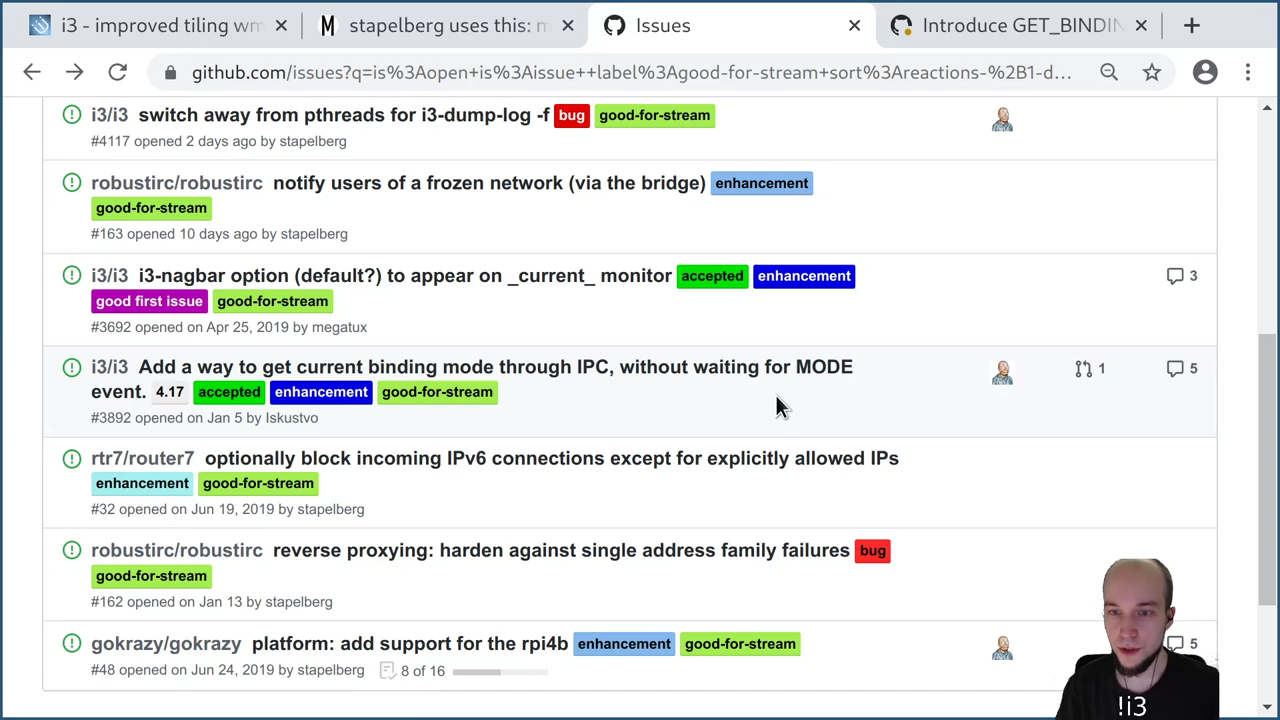 i3 - improved tiling wm
stapelberg uses this: m
Issues
Introduce GET_BINDIN
github.com/issues?q=is%3Aopen+is%3Aissue++label%3Agood-for-stream+sort%3Areactions-%2B1-d...
i3/i3 switch away from pthreads for i3-dump-log -f bug good-for-stream
#4117 opened 2 days ago by stapelberg
robustirc/robustirc notify users of a frozen network (via the bridge) enhancement
good-for-stream
#163 opened 10 days ago by stapelberg
i3/i3 i3-nagbar option (default?) to appear on _current_ monitor accepted enhancement 3
good first issue good-for-stream
#3692 opened on Apr 25, 2019 by megatux
i3/i3 Add a way to get current binding mode through IPC, without waiting for MODE 1 5
event. 4.17 accepted enhancement good-for-stream
#3892 opened on Jan 5 by Iskustvo
rtr7/router7 optionally block incoming IPv6 connections except for explicitly allowed IPs
enhancement good-for-stream
#32 opened on Jun 19, 2019 by stapelberg
robustirc/robustirc reverse proxying: harden against single address family failures bug
good-for-stream
#162 opened on Jan 13 by stapelberg
gokrazy/gokrazy platform: add support for the rpi4b enhancement good-for-stream 5
#48 opened on Jun 24, 2019 by stapelberg 8 of 16
!i3